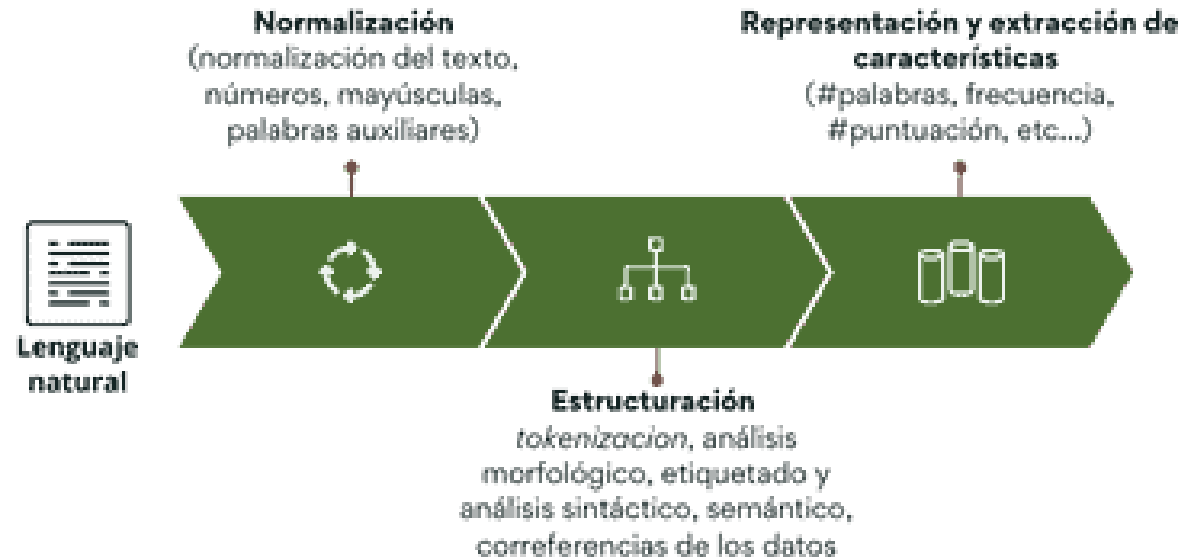 Normalización
(normalización del texto,
números, mayúsculas,
palabras auxiliares)
Representación y extracción de
características
(#palabras, frecuencia,
#puntuación, etc...)
Lenguaje
natural
Estructuración
tokenizacion, análisis
morfológico, etiquetado y
análisis sintáctico, semántico,
correferencias de los datos